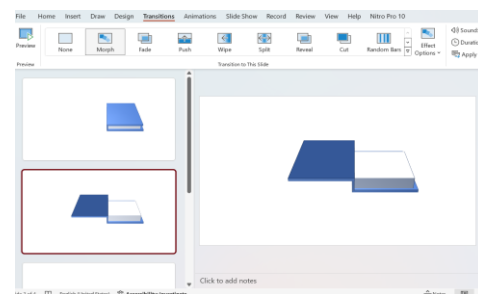 File Home Insert Draw Design Transitions Animations Slide Show Record Review View Help Nitro Pro 10
Preview None Morph Fade Push Wipe Split Reveal Cut Random Bars Effect Options Sound
Duratio
Apply
Preview Transition to This Slide
Click to add notes